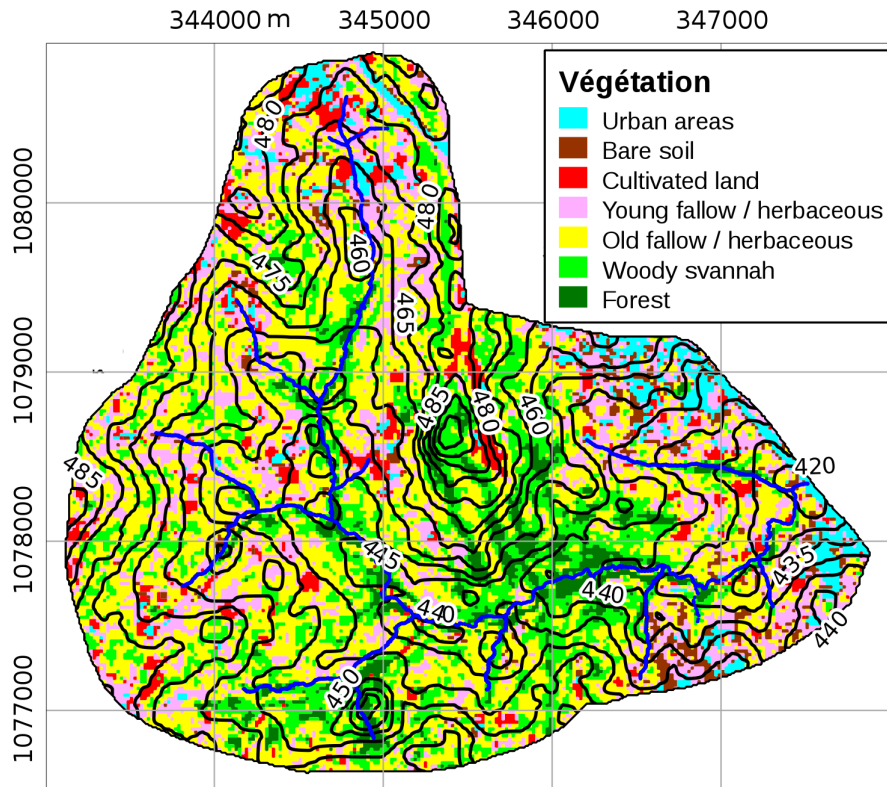 344000 m 345000 346000 347000
Végétation
Urban areas
Bare soil
Cultivated land
Young fallow / herbaceous
Old fallow / herbaceous
Woody svannah
Forest
1080000
1079000
1078000
1077000
480
480
460
475
465
485
480
460
485
420
445
435
440
440
440
450